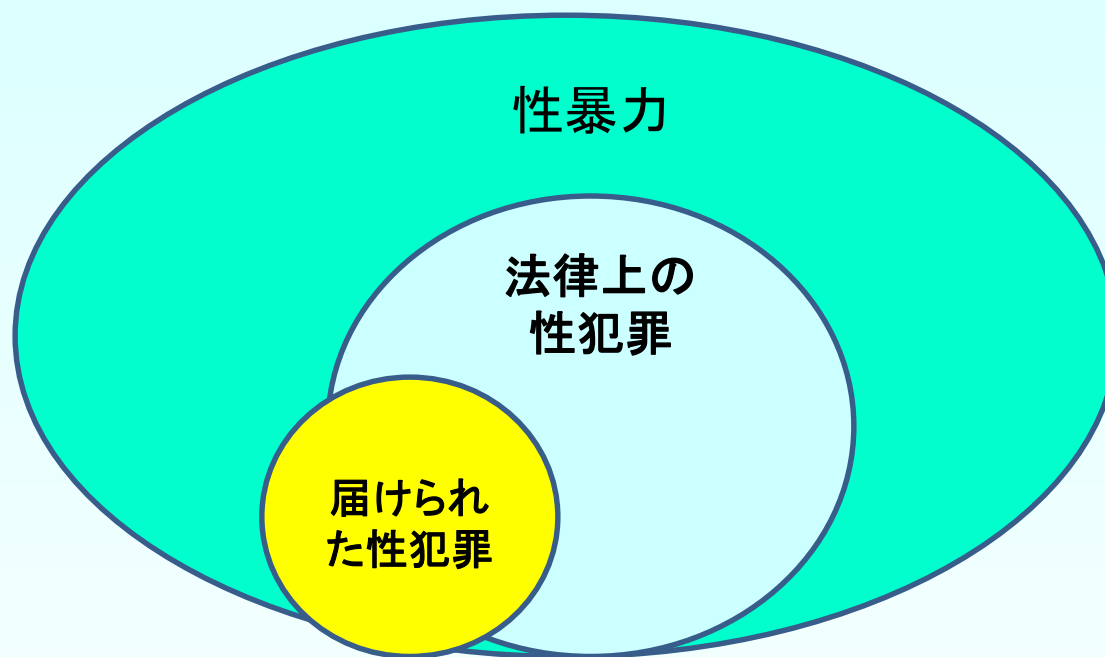 性暴力
法律上の
性犯罪
届けられ
た性犯罪